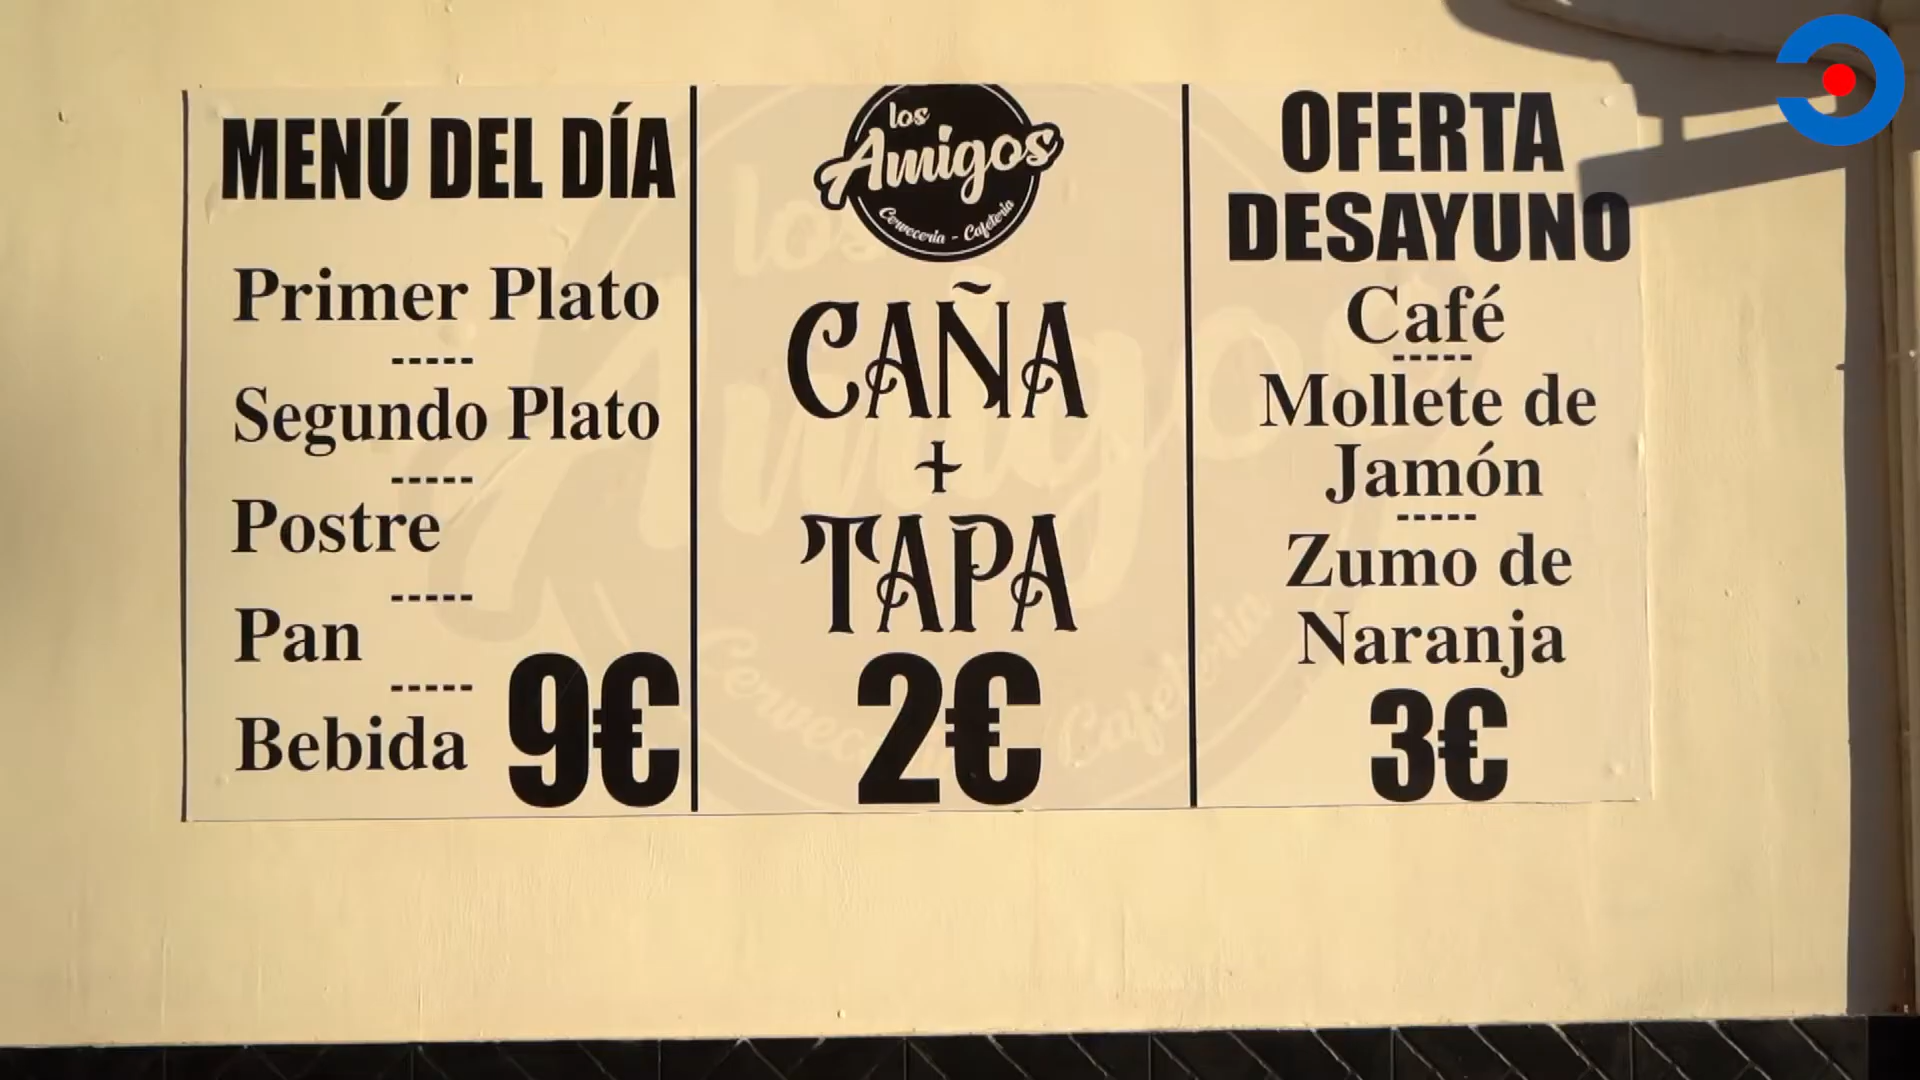 MENÚ DEL DÍA
Primer Plato
-----
Segundo Plato
-----
Postre
-----
Pan
-----
Bebida 9€
los
Amigos
Cervecería - Cafetería
CAÑA
+
TAPA
2€
OFERTA
DESAYUNO
Café
-----
Mollete de
Jamón
-----
Zumo de
Naranja
3€